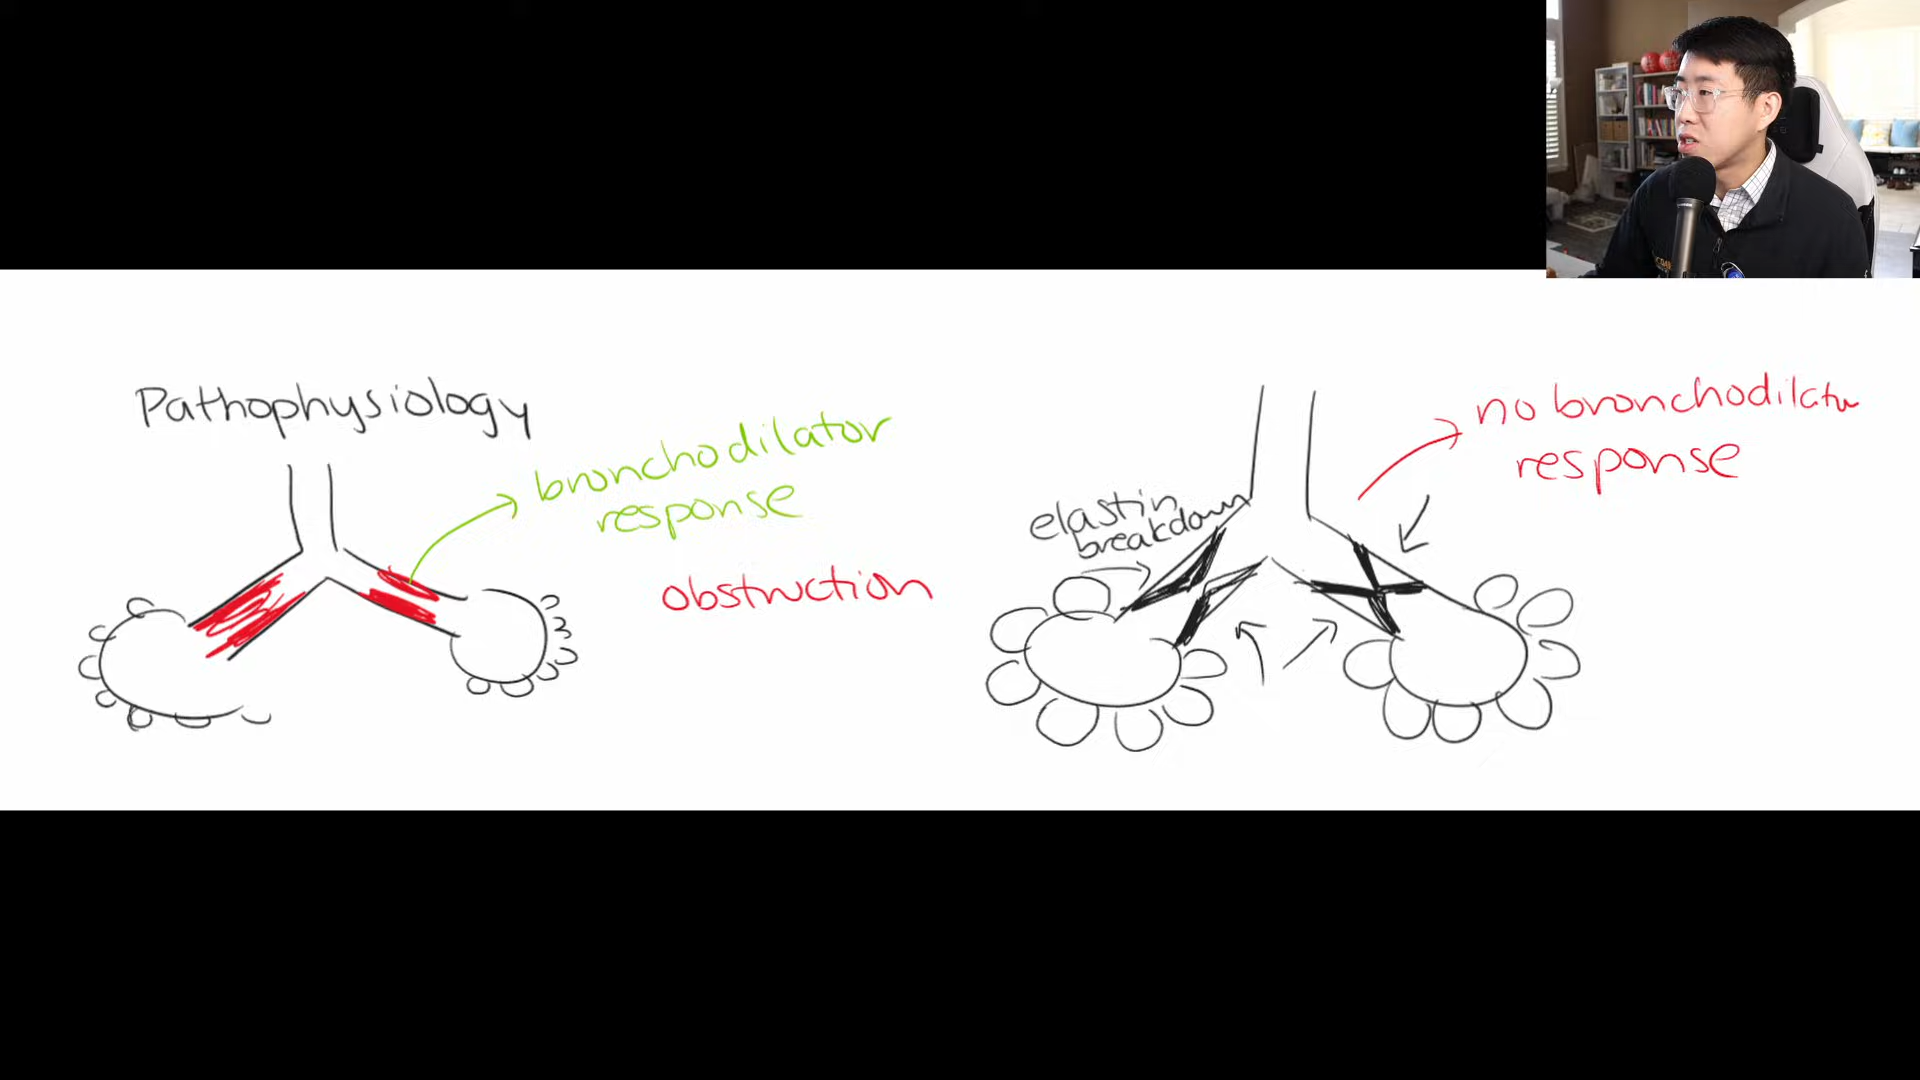 Pathophysiology
bronchodilator
response
obstruction
elastin
breakdown
no bronchodilator
response